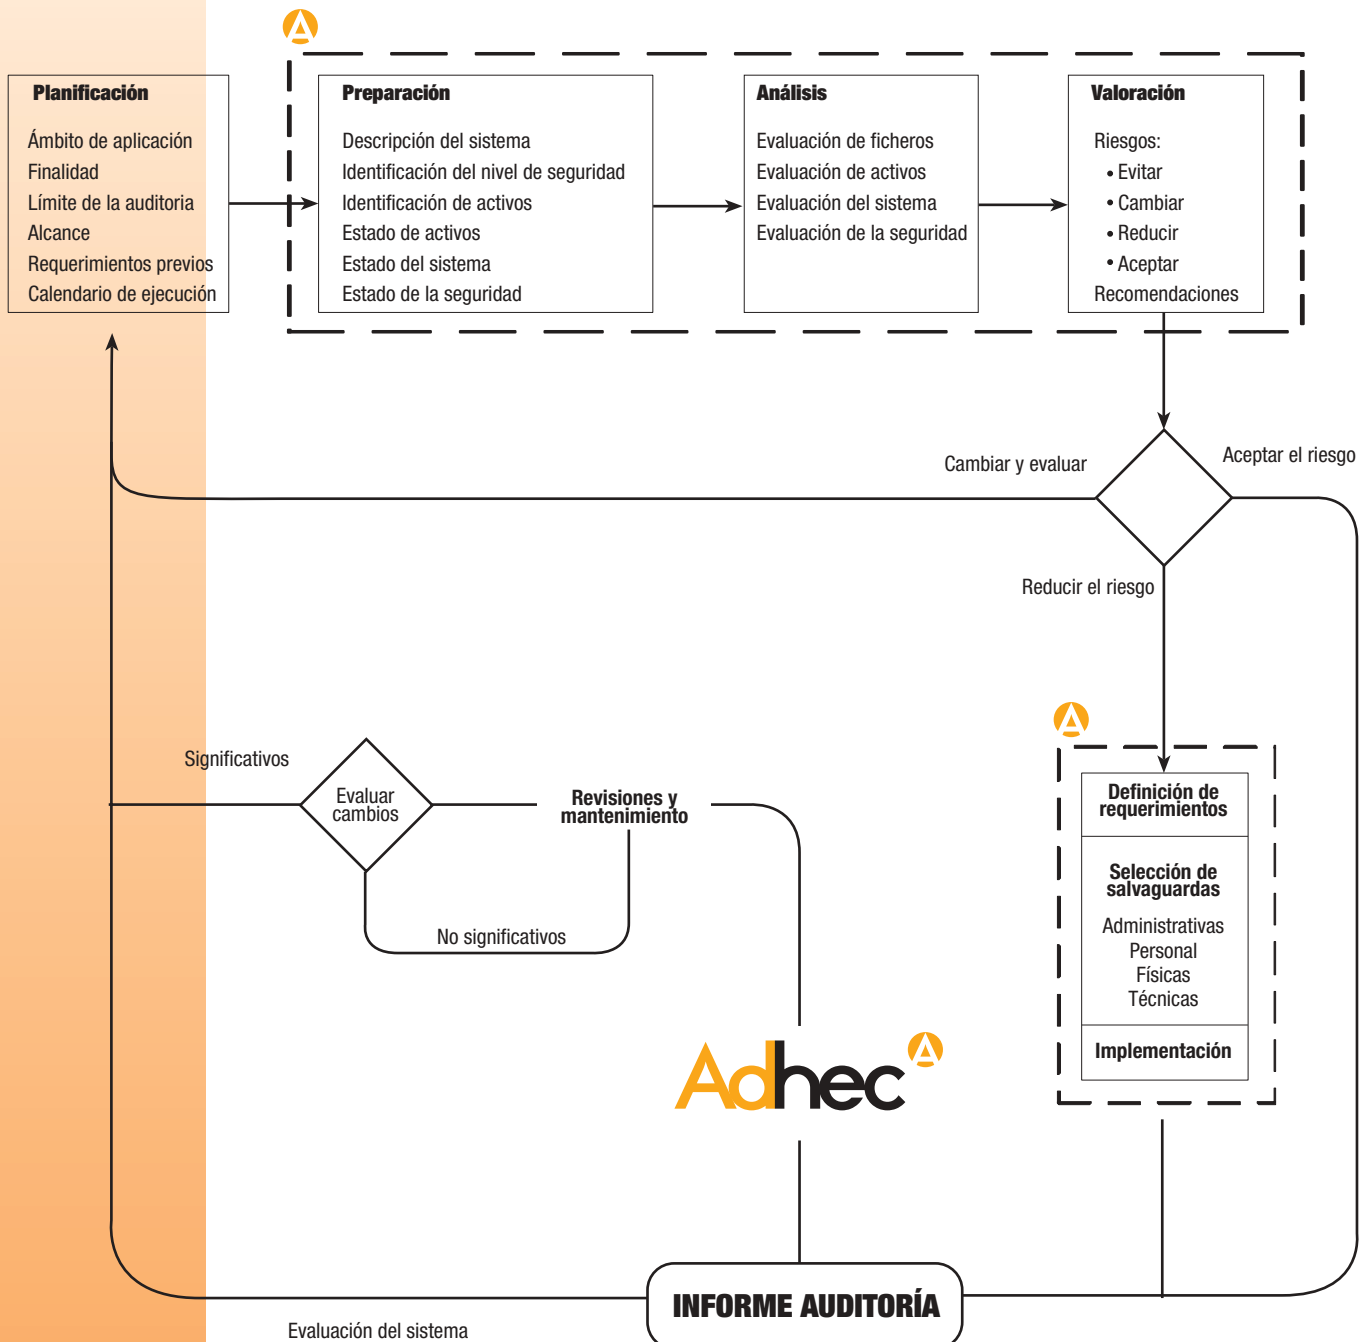 Planificación
Ámbito de aplicación
Finalidad
Límite de la auditoria
Alcance
Requerimientos previos
Calendario de ejecución
Preparación
Descripción del sistema
Identificación del nivel de seguridad
Identificación de activos
Estado de activos
Estado del sistema
Estado de la seguridad
Análisis
Evaluación de ficheros
Evaluación de activos
Evaluación del sistema
Evaluación de la seguridad
Valoración
Riesgos:
• Evitar
• Cambiar
• Reducir
• Aceptar
Recomendaciones
Cambiar y evaluar
Aceptar el riesgo
Reducir el riesgo
Significativos
Evaluar
cambios
Revisiones y
mantenimiento
No significativos
Definición de
requerimientos
Selección de
salvaguardas
Administrativas
Personal
Físicas
Técnicas
Implementación
Adhec
INFORME AUDITORÍA
Evaluación del sistema